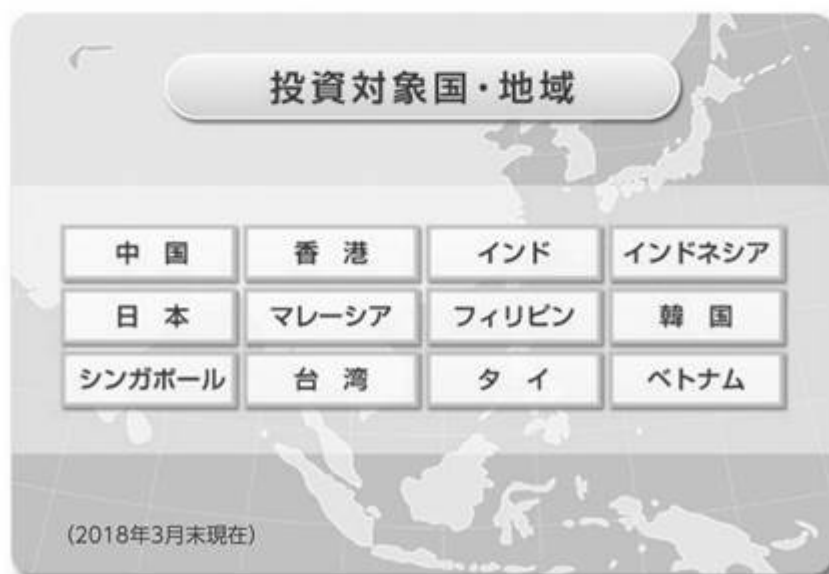 投資対象国・地域
中国 香港 インド インドネシア
日本 マレーシア フィリピン 韓国
シンガポール 台湾 タイ ベトナム
(2018年3月末現在)